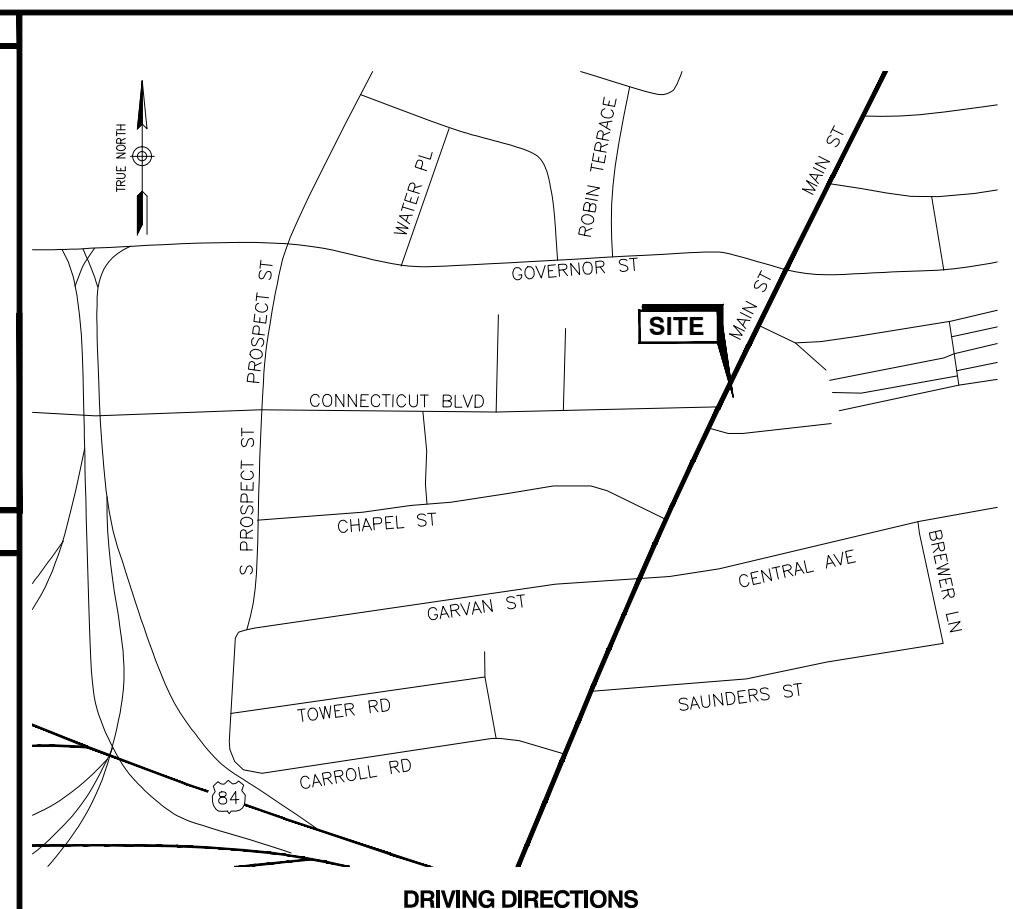 TRUE NORTH
WATER PL
ROBIN TERRACE
MAIN ST
GOVERNOR ST
PROSPECT ST
MAIN ST
SITE
CONNECTICUT BLVD
S PROSPECT ST
CHAPEL ST
CENTRAL AVE
BREWER LN
GARVAN ST
SAUNDERS ST
TOWER RD
CARROLL RD
84
DRIVING DIRECTIONS